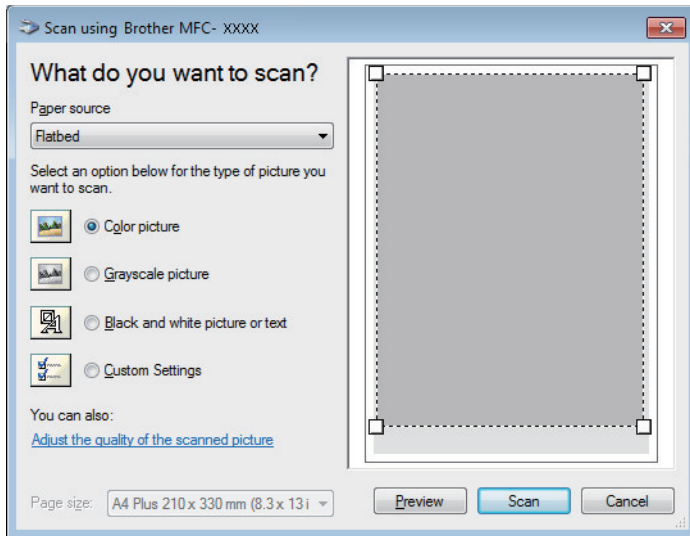 Scan using Brother MFC- XXXX
What do you want to scan?
Paper source
Flatbed
Select an option below for the type of picture you
want to scan.
Color picture
Grayscale picture
Black and white picture or text
Custom Settings
You can also:
Adjust the quality of the scanned picture
Page size: A4 Plus 210 x 330 mm (8.3 x 13 i
Preview Scan Cancel